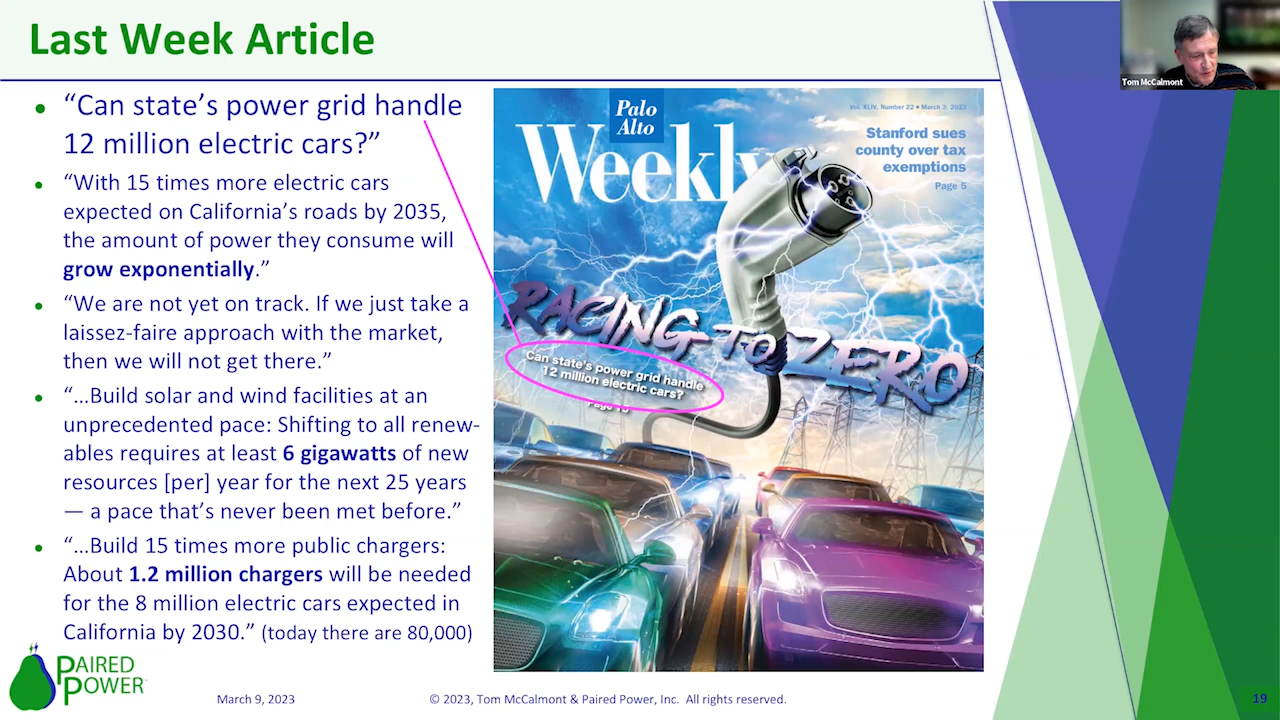 Last Week Article
Tom McCalmont
● “Can state’s power grid handle
12 million electric cars?”
● “With 15 times more electric cars
expected on California’s roads by 2035,
the amount of power they consume will
grow exponentially.”
● “We are not yet on track. If we just take a
laissez-faire approach with the market,
then we will not get there.”
● “…Build solar and wind facilities at an
unprecedented pace: Shifting to all renew-
ables requires at least 6 gigawatts of new
resources [per] year for the next 25 years
— a pace that’s never been met before.”
● “…Build 15 times more public chargers:
About 1.2 million chargers will be needed
for the 8 million electric cars expected in
California by 2030.” (today there are 80,000)
Palo
Alto
Weekly
Vol. XLIV, Number 22 ● March 3, 2023
Stanford sues
county over tax
exemptions
Page 5
RACING TO ZERO
Can state’s power grid handle
12 million electric cars?
Page
PAIRED
POWER
March 9, 2023
© 2023, Tom McCalmont & Paired Power, Inc. All rights reserved.
19